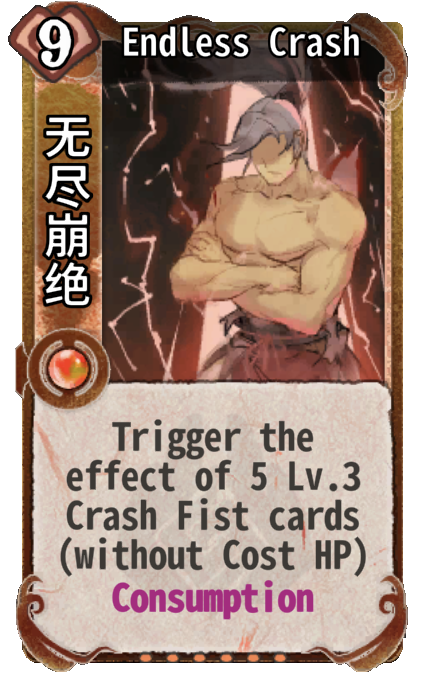 9
Endless Crash
无尽崩绝
Trigger the
effect of 5 Lv.3
Crash Fist cards
(without Cost HP)
Consumption